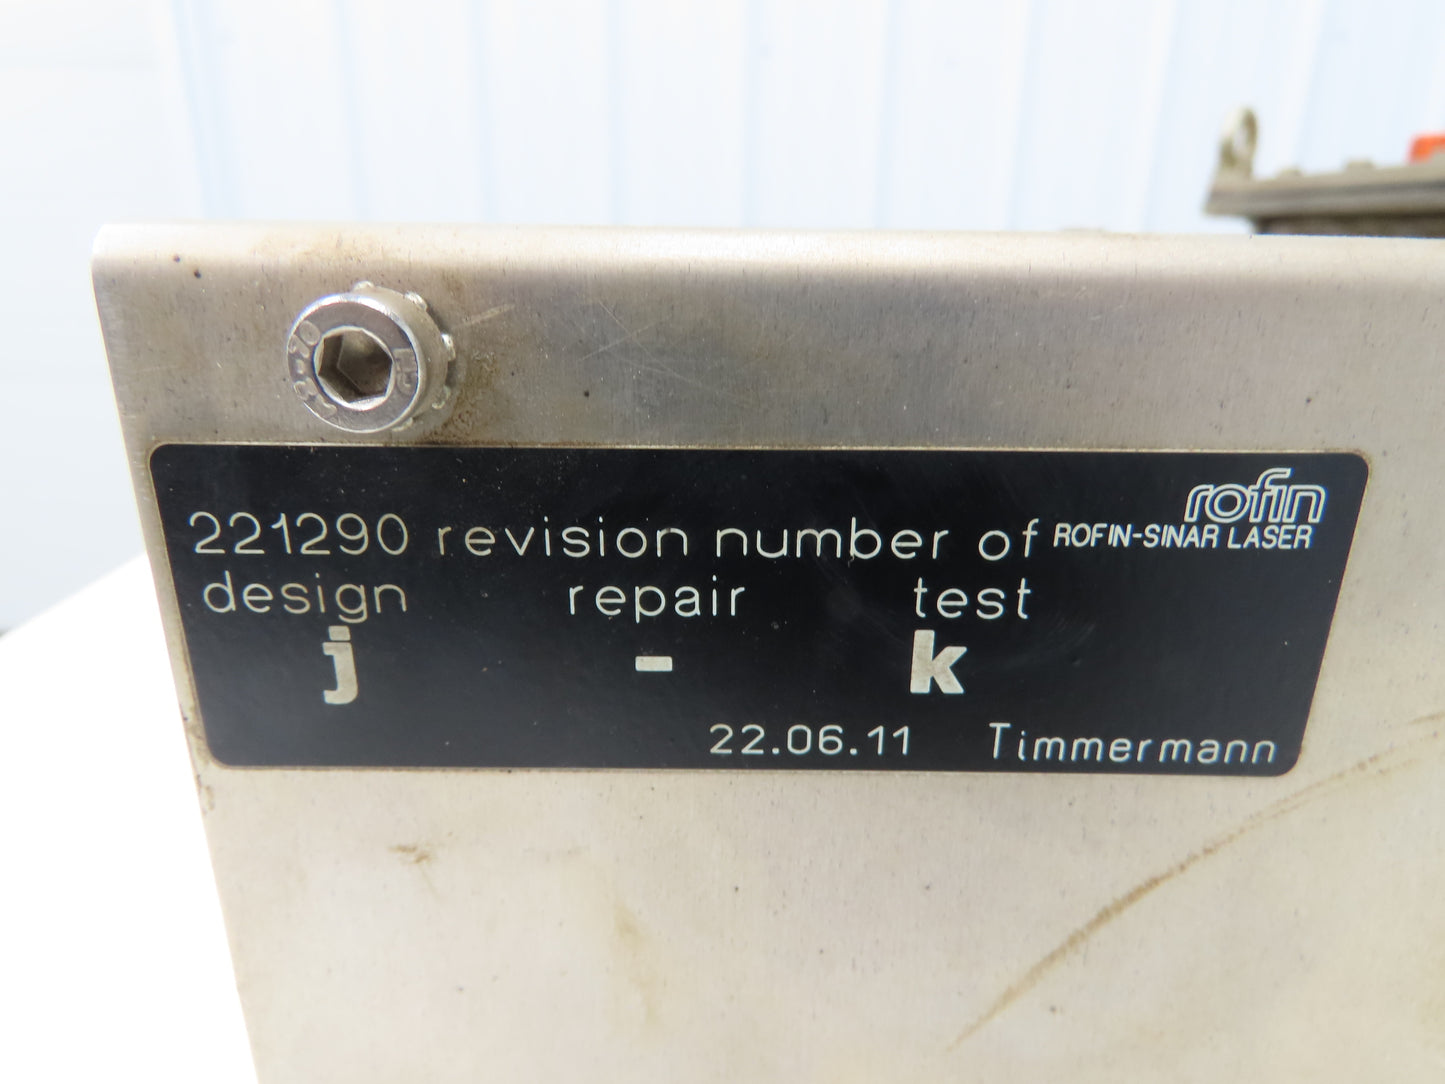 rofin
221290 revision number of ROFIN-SINAR LASER
design repair test
j - k
22.06.11 Timmermann